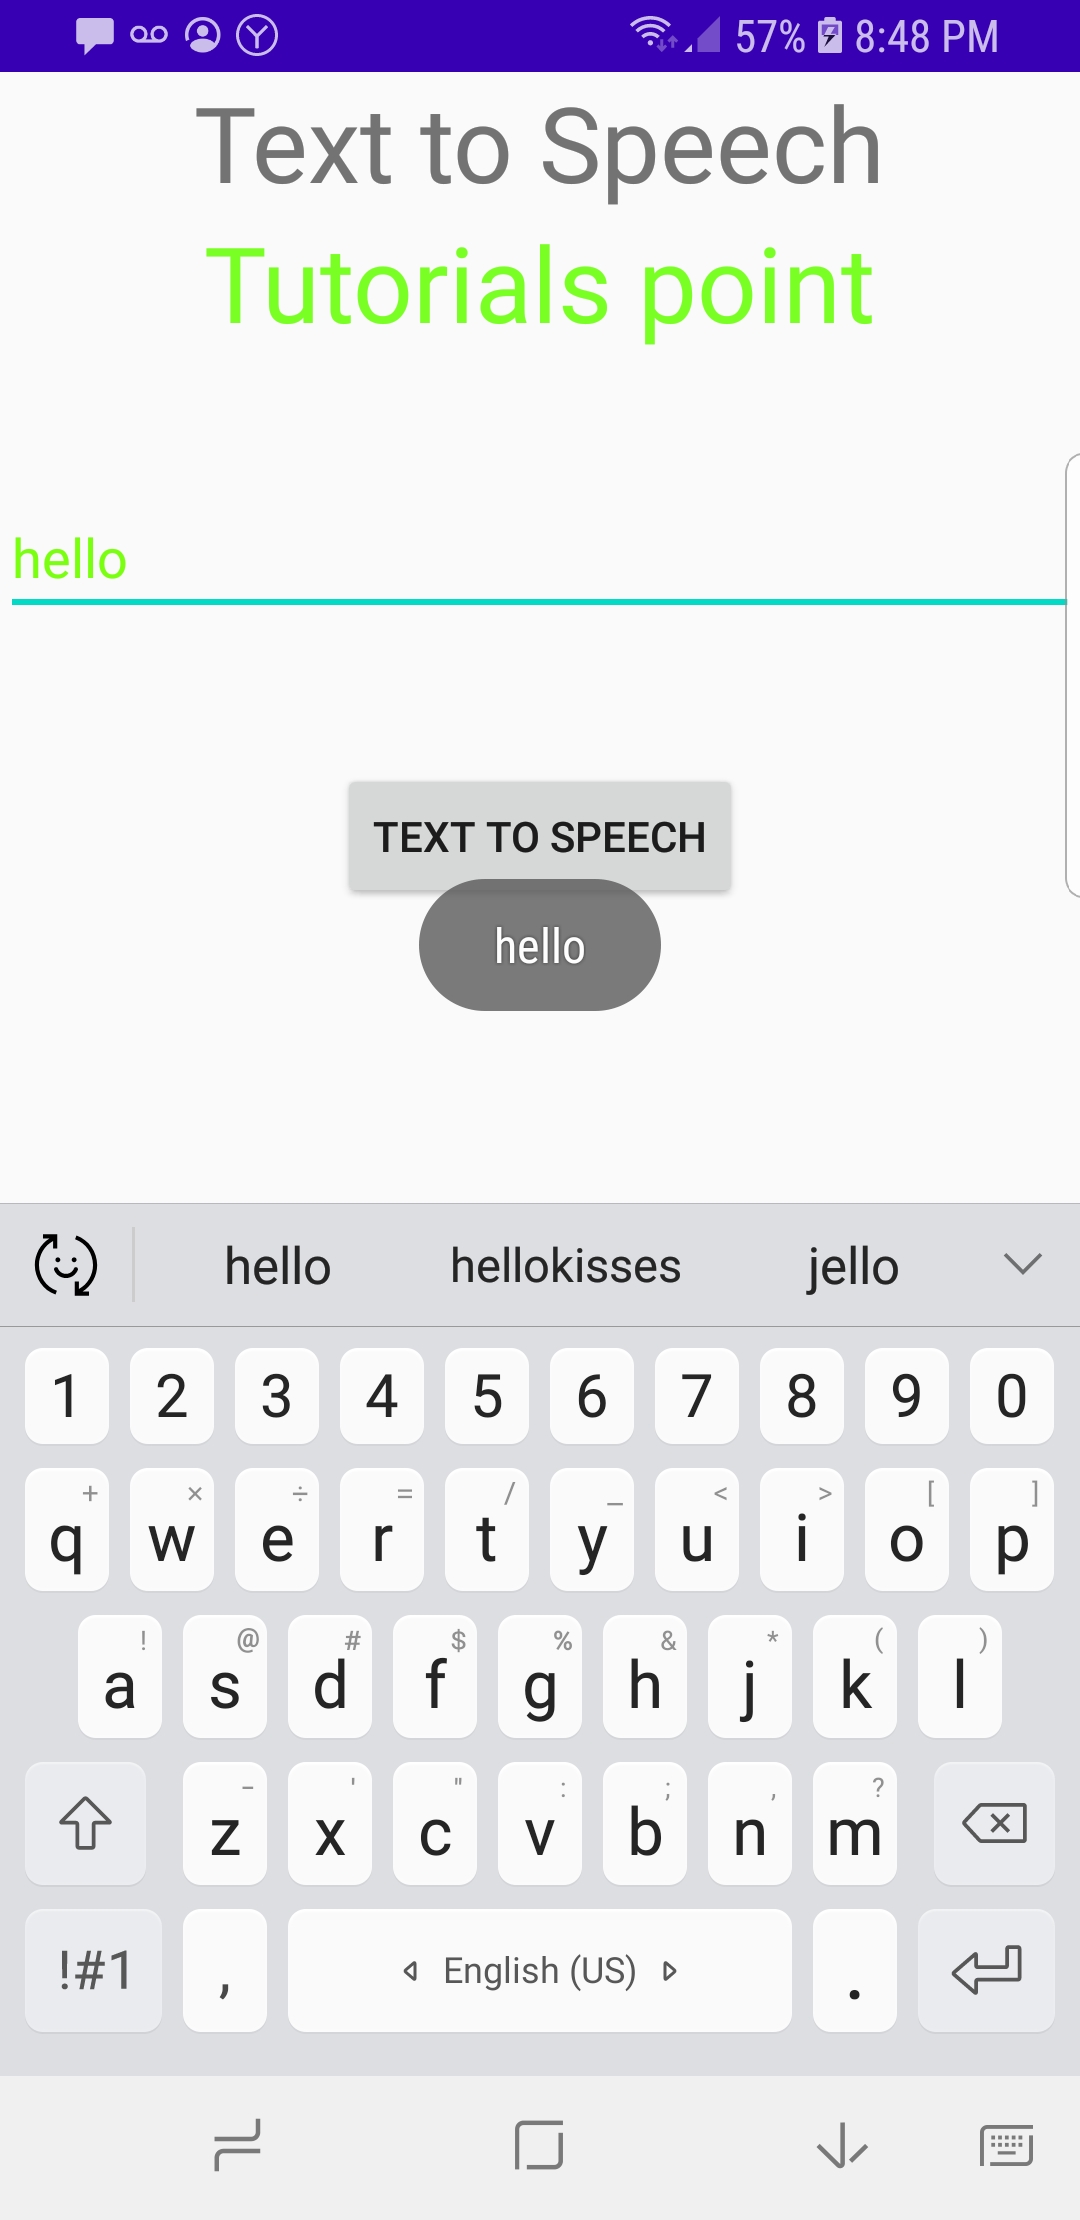 57% 8:48 PM
Text to Speech
Tutorials point
hello
TEXT TO SPEECH
hello
hello hellokisses jello
1 2 3 4 5 6 7 8 9 0
+ × ÷ = / _ < > [ ]
q w e r t y u i o p
! @ # $ % & * ( )
a s d f g h j k l
- ' " : ; , ?
z x c v b n m
!#1 , English (US) .